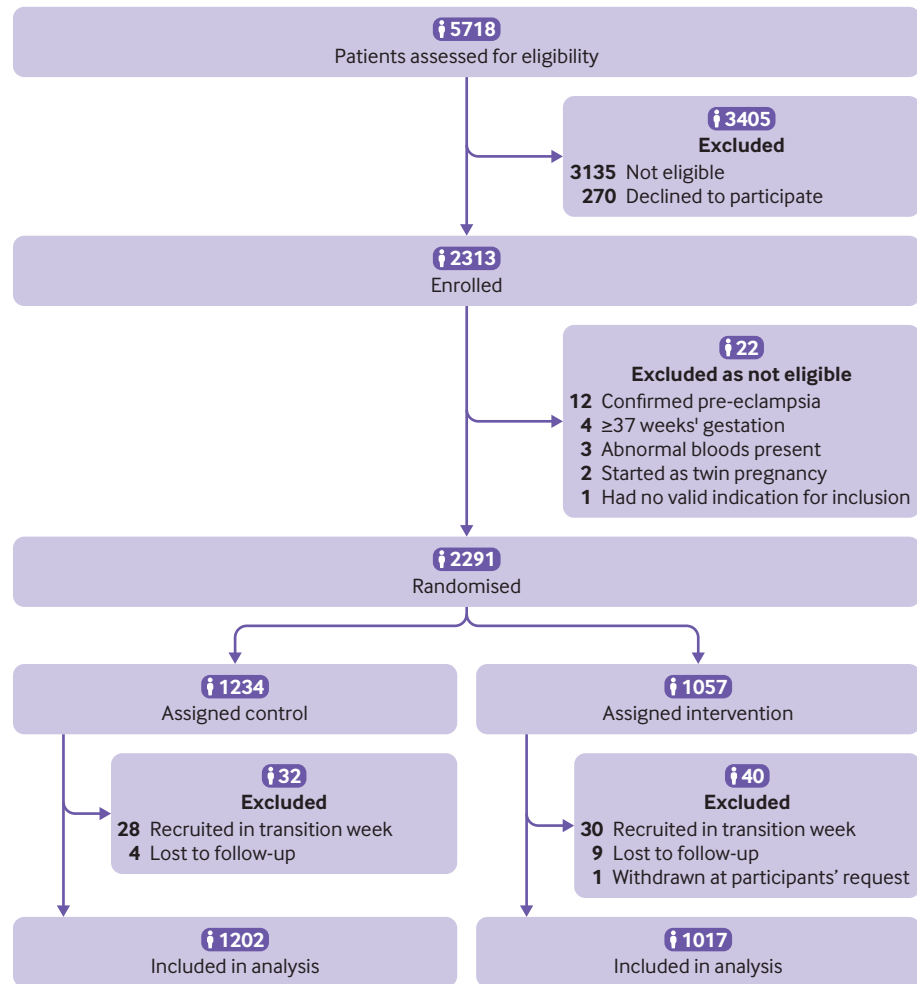 5718
Patients assessed for eligibility
3405
Excluded
3135 Not eligible
270 Declined to participate
2313
Enrolled
22
Excluded as not eligible
12 Confirmed pre-eclampsia
4 ≥37 weeks' gestation
3 Abnormal bloods present
2 Started as twin pregnancy
1 Had no valid indication for inclusion
2291
Randomised
1234
Assigned control
1057
Assigned intervention
32
Excluded
28 Recruited in transition week
4 Lost to follow-up
40
Excluded
30 Recruited in transition week
9 Lost to follow-up
1 Withdrawn at participants’ request
1202
Included in analysis
1017
Included in analysis